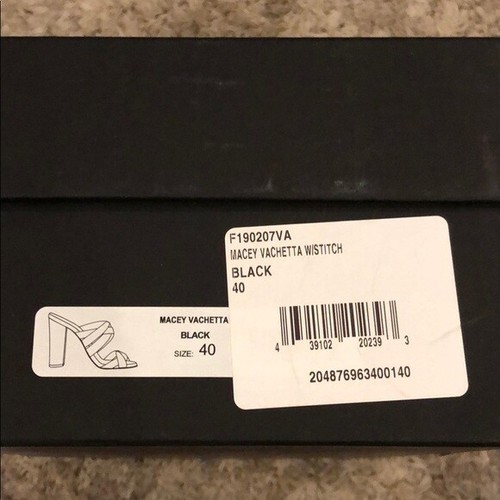 F190207VA
MACEY VACHETTA W/STITCH
BLACK
40
4 39102 20239 3
204876963400140
MACEY VACHETTA
BLACK
SIZE: 40